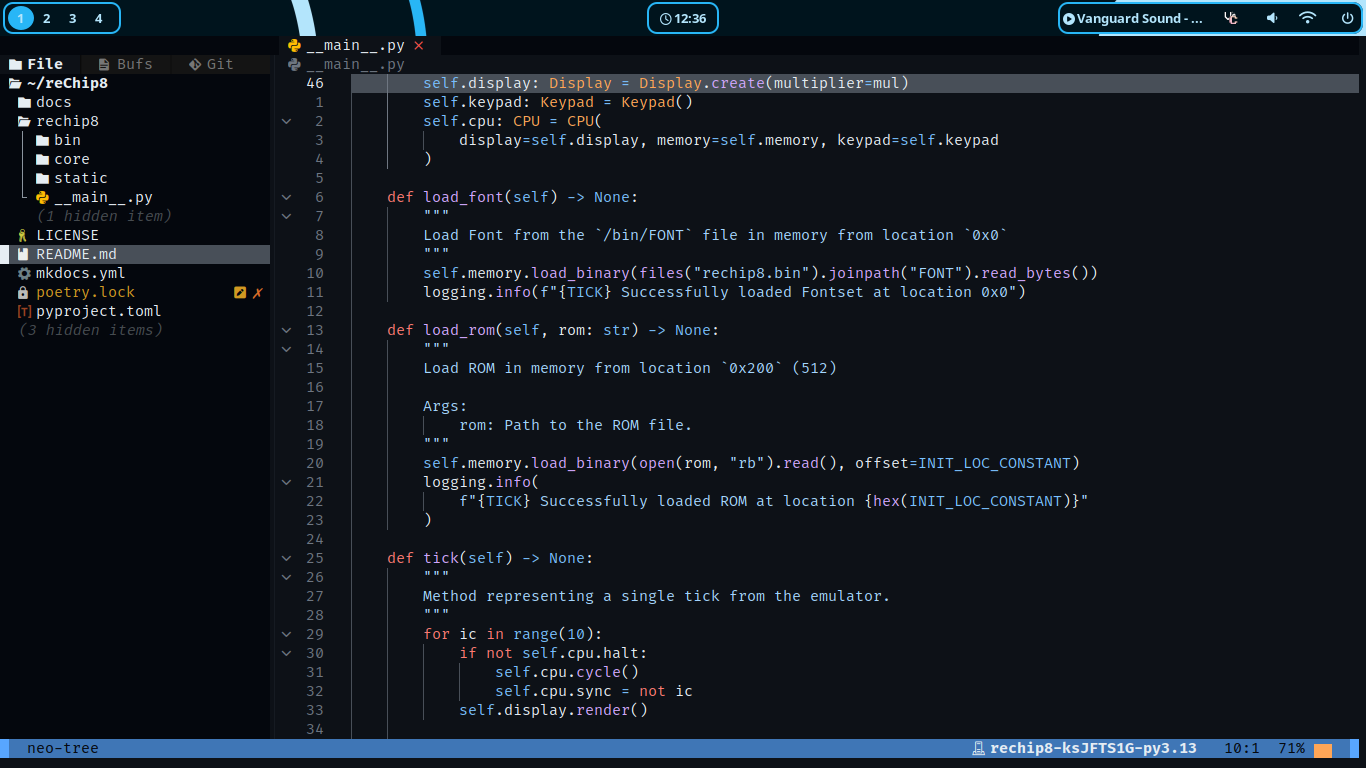 1 2 3 4
12:36
Vanguard Sound - ...
File Bufs Git
~/reChip8
docs
rechip8
bin
core
static
__main__.py
(1 hidden item)
LICENSE
README.md
mkdocs.yml
poetry.lock
pyproject.toml
(3 hidden items)
__main__.py
__main__.py
46 self.display: Display = Display.create(multiplier=mul)
1 self.keypad: Keypad = Keypad()
2 self.cpu: CPU = CPU(
3 display=self.display, memory=self.memory, keypad=self.keypad
4 )
5
6 def load_font(self) -> None:
7 """
8 Load Font from the `/bin/FONT` file in memory from location `0x0`
9 """
10 self.memory.load_binary(files("rechip8.bin").joinpath("FONT").read_bytes())
11 logging.info(f"{TICK} Successfully loaded Fontset at location 0x0")
12
13 def load_rom(self, rom: str) -> None:
14 """
15 Load ROM in memory from location `0x200` (512)
16
17 Args:
18 rom: Path to the ROM file.
19 """
20 self.memory.load_binary(open(rom, "rb").read(), offset=INIT_LOC_CONSTANT)
21 logging.info(
22 f"{TICK} Successfully loaded ROM at location {hex(INIT_LOC_CONSTANT)}"
23 )
24
25 def tick(self) -> None:
26 """
27 Method representing a single tick from the emulator.
28 """
29 for ic in range(10):
30 if not self.cpu.halt:
31 self.cpu.cycle()
32 self.cpu.sync = not ic
33 self.display.render()
34
neo-tree
rechip8-ksJFTS1G-py3.13 10:1 71%